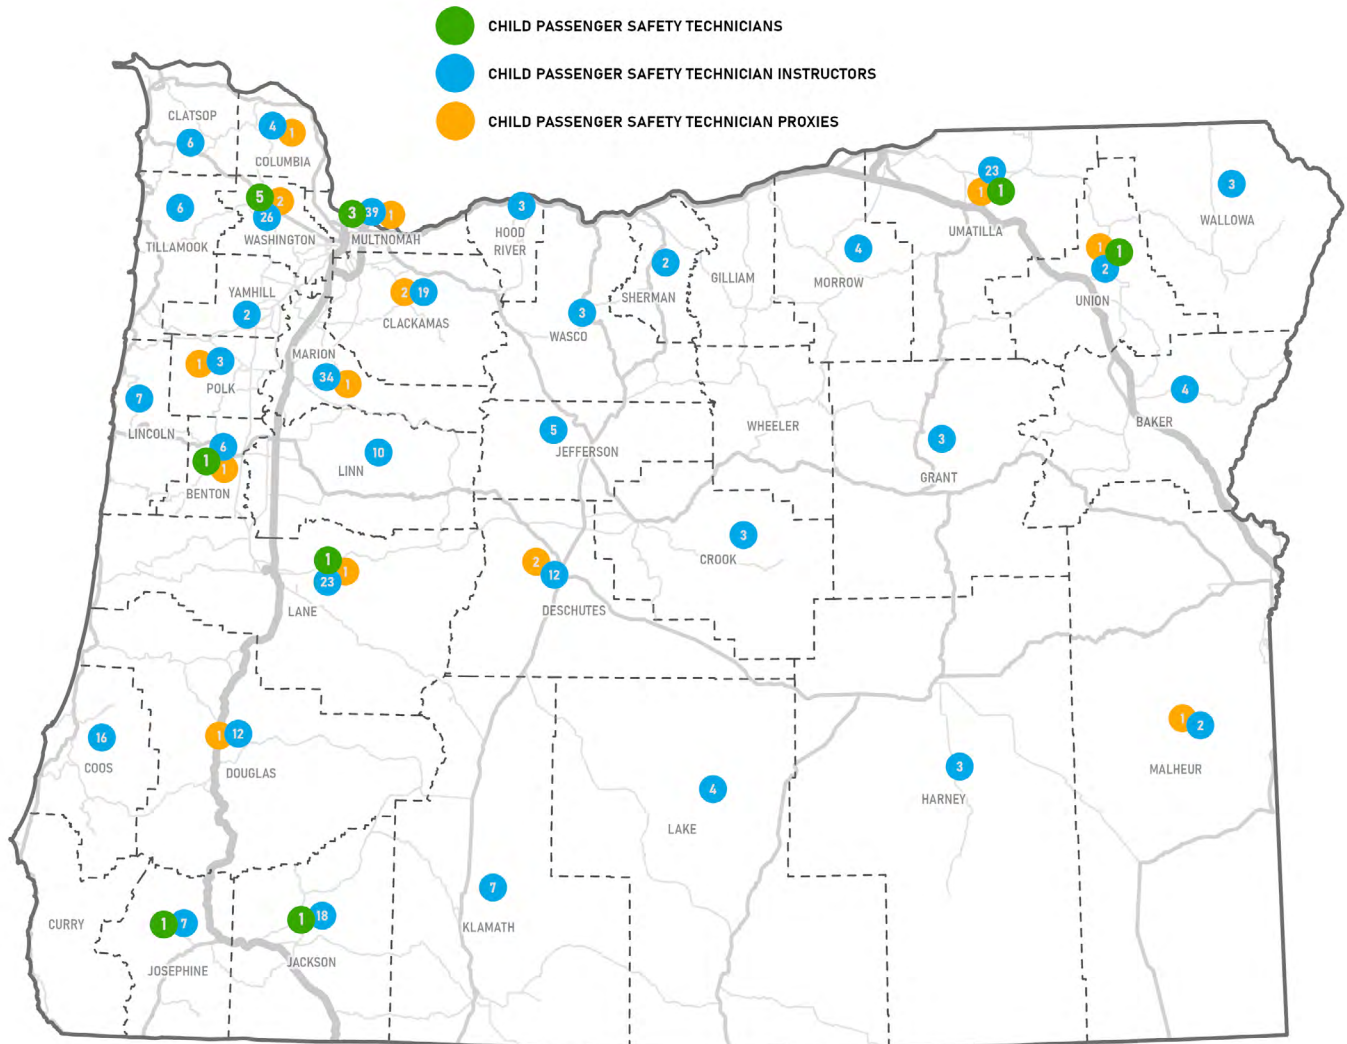 CHILD PASSENGER SAFETY TECHNICIANS
CHILD PASSENGER SAFETY TECHNICIAN INSTRUCTORS
CHILD PASSENGER SAFETY TECHNICIAN PROXIES
CLATSOP
6
4
1
COLUMBIA
6
TILLAMOOK
5
2
26
WASHINGTON
3
39
1
MULTNOMAH
3
HOOD
RIVER
2
SHERMAN
GILLIAM
4
MORROW
23
1
1
UMATILLA
1
1
2
UNION
3
WALLOWA
YAMHILL
2
2
19
CLACKAMAS
3
WASCO
1
3
POLK
MARION
34
1
7
LINCOLN
6
1
1
BENTON
10
LINN
5
JEFFERSON
WHEELER
3
GRANT
4
BAKER
1
1
23
LANE
2
12
DESCHUTES
3
CROOK
16
COOS
1
12
DOUGLAS
4
LAKE
3
HARNEY
1
2
MALHEUR
CURRY
1
7
JOSEPHINE
1
18
JACKSON
7
KLAMATH